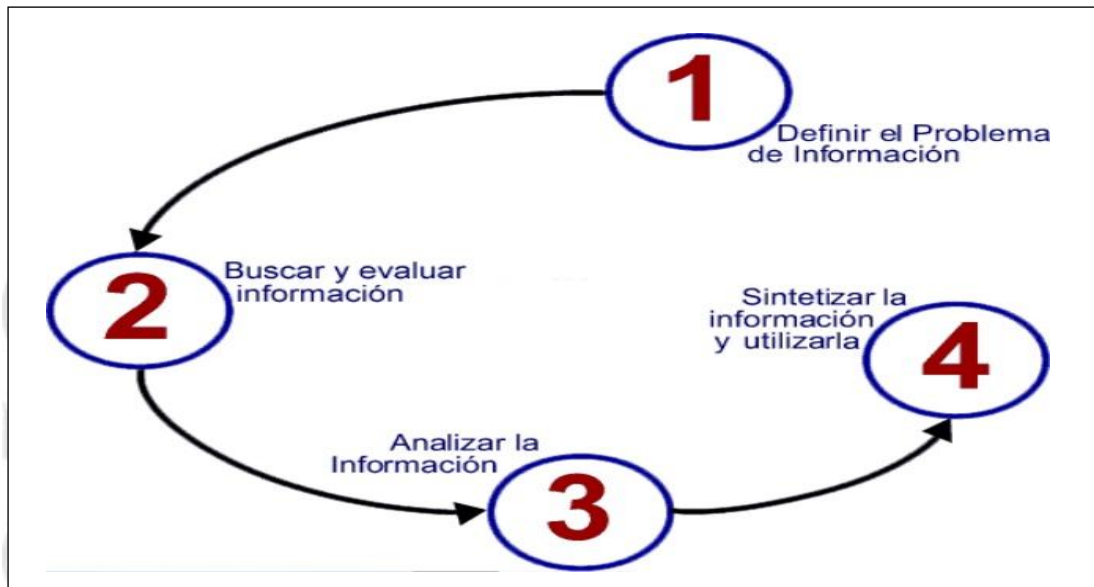 1
Definir el Problema
de Información
2
Buscar y evaluar
información
3
Analizar la
Información
4
Sintetizar la
información
y utilizarla